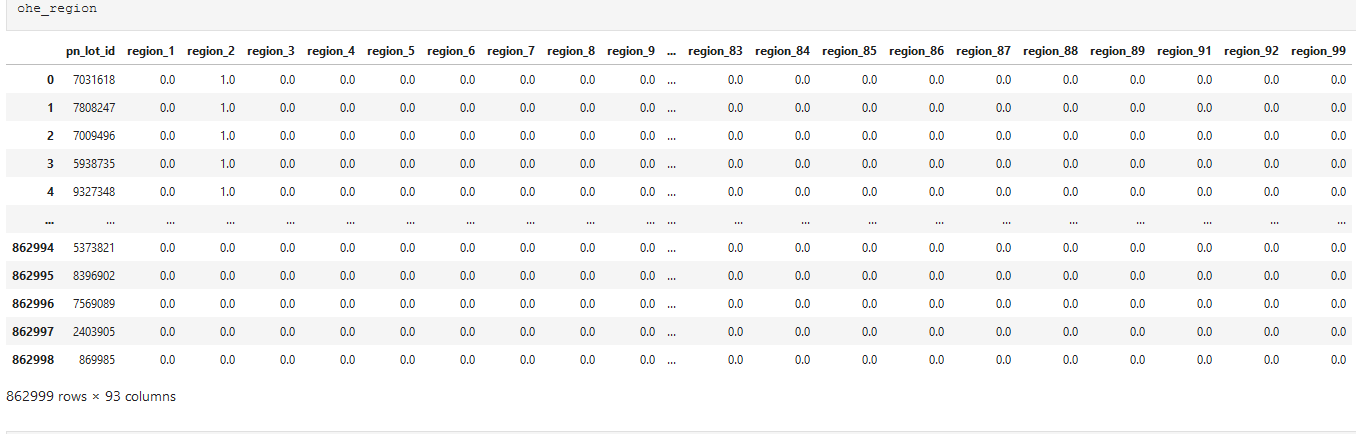 ohe_region
pn_lot_id region_1 region_2 region_3 region_4 region_5 region_6 region_7 region_8 region_9 ... region_83 region_84 region_85 region_86 region_87 region_88 region_89 region_91 region_92 region_99
0 7031618 0.0 1.0 0.0 0.0 0.0 0.0 0.0 0.0 0.0 ... 0.0 0.0 0.0 0.0 0.0 0.0 0.0 0.0 0.0 0.0
1 7808247 0.0 1.0 0.0 0.0 0.0 0.0 0.0 0.0 0.0 ... 0.0 0.0 0.0 0.0 0.0 0.0 0.0 0.0 0.0 0.0
2 7009496 0.0 1.0 0.0 0.0 0.0 0.0 0.0 0.0 0.0 ... 0.0 0.0 0.0 0.0 0.0 0.0 0.0 0.0 0.0 0.0
3 5938735 0.0 1.0 0.0 0.0 0.0 0.0 0.0 0.0 0.0 ... 0.0 0.0 0.0 0.0 0.0 0.0 0.0 0.0 0.0 0.0
4 9327348 0.0 1.0 0.0 0.0 0.0 0.0 0.0 0.0 0.0 ... 0.0 0.0 0.0 0.0 0.0 0.0 0.0 0.0 0.0 0.0
... ... ... ... ... ... ... ... ... ... ... ... ... ... ... ... ... ... ... ... ... ...
862994 5373821 0.0 0.0 0.0 0.0 0.0 0.0 0.0 0.0 0.0 ... 0.0 0.0 0.0 0.0 0.0 0.0 0.0 0.0 0.0 0.0
862995 8396902 0.0 0.0 0.0 0.0 0.0 0.0 0.0 0.0 0.0 ... 0.0 0.0 0.0 0.0 0.0 0.0 0.0 0.0 0.0 0.0
862996 7569089 0.0 0.0 0.0 0.0 0.0 0.0 0.0 0.0 0.0 ... 0.0 0.0 0.0 0.0 0.0 0.0 0.0 0.0 0.0 0.0
862997 2403905 0.0 0.0 0.0 0.0 0.0 0.0 0.0 0.0 0.0 ... 0.0 0.0 0.0 0.0 0.0 0.0 0.0 0.0 0.0 0.0
862998 869985 0.0 0.0 0.0 0.0 0.0 0.0 0.0 0.0 0.0 ... 0.0 0.0 0.0 0.0 0.0 0.0 0.0 0.0 0.0 0.0
862999 rows × 93 columns